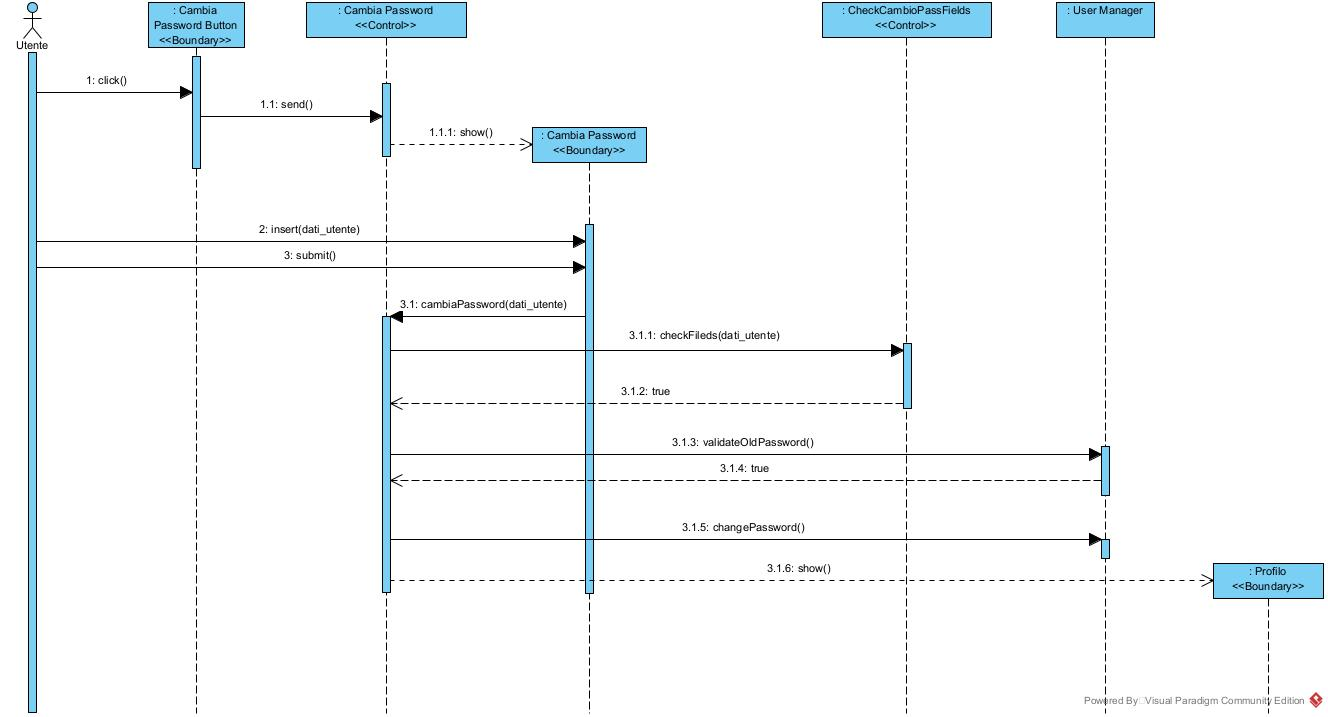 Utente
: Cambia
Password Button
<<Boundary>>
: Cambia Password
<<Control>>
: CheckCambioPassFields
<<Control>>
: User Manager
1: click()
1.1: send()
1.1.1: show()
: Cambia Password
<<Boundary>>
2: insert(dati_utente)
3: submit()
3.1: cambiaPassword(dati_utente)
3.1.1: checkFileds(dati_utente)
3.1.2: true
3.1.3: validateOldPassword()
3.1.4: true
3.1.5: changePassword()
3.1.6: show()
: Profilo
<<Boundary>>
Powered By Visual Paradigm Community Edition